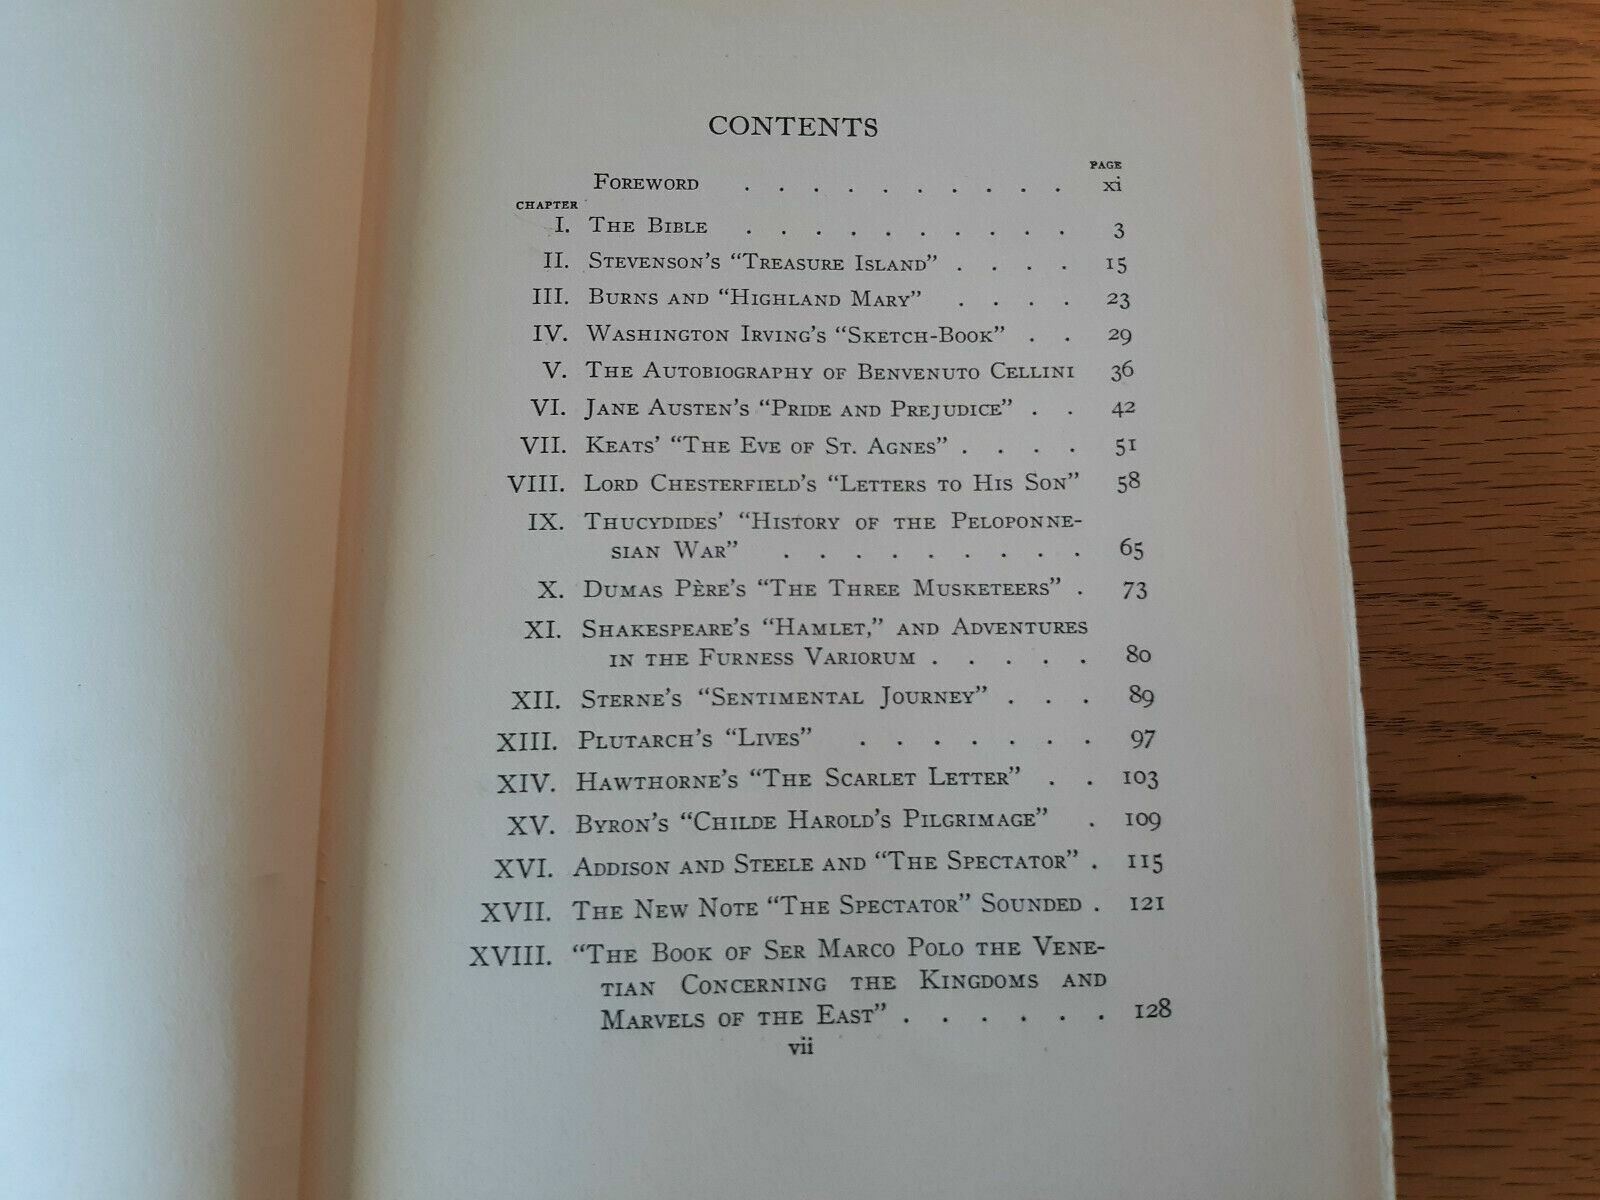 CONTENTS
PAGE
FOREWORD . . . . . . . . . . xi
CHAPTER
I. THE BIBLE . . . . . . . . . . 3
II. STEVENSON'S "TREASURE ISLAND" . . . . 15
III. BURNS AND "HIGHLAND MARY" . . . . 23
IV. WASHINGTON IRVING'S "SKETCH-BOOK" . . 29
V. THE AUTOBIOGRAPHY OF BENVENUTO CELLINI 36
VI. JANE AUSTEN'S "PRIDE AND PREJUDICE" . . 42
VII. KEATS' "THE EVE OF ST. AGNES" . . . . 51
VIII. LORD CHESTERFIELD'S "LETTERS TO HIS SON" 58
IX. THUCYDIDES' "HISTORY OF THE PELOPONNE-
SIAN WAR" . . . . . . . . . 65
X. DUMAS PÈRE'S "THE THREE MUSKETEERS" . 73
XI. SHAKESPEARE'S "HAMLET," AND ADVENTURES
IN THE FURNESS VARIORUM . . . . . 80
XII. STERNE'S "SENTIMENTAL JOURNEY" . . . 89
XIII. PLUTARCH'S "LIVES" . . . . . . . 97
XIV. HAWTHORNE'S "THE SCARLET LETTER" . . 103
XV. BYRON'S "CHILDE HAROLD'S PILGRIMAGE" . 109
XVI. ADDISON AND STEELE AND "THE SPECTATOR" . 115
XVII. THE NEW NOTE "THE SPECTATOR" SOUNDED . 121
XVIII. "THE BOOK OF SER MARCO POLO THE VENE-
TIAN CONCERNING THE KINGDOMS AND
MARVELS OF THE EAST" . . . . . . 128
vii